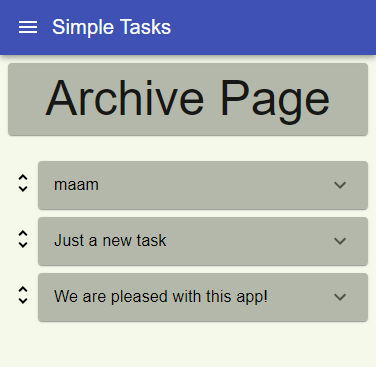 Simple Tasks
Archive Page
maam
Just a new task
We are pleased with this app!